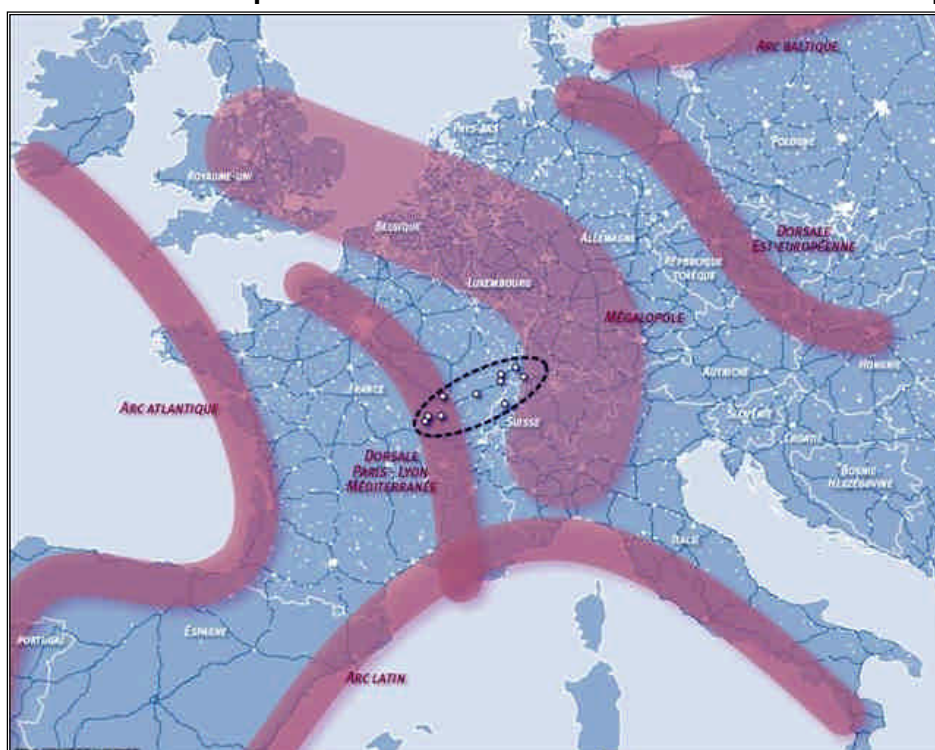 ARC BALTIQUE
PAYS-BAS
POLOGNE
ROYAUME-UNI
BELGIQUE
ALLEMAGNE
DORSALE
EST-EUROPÉENNE
RÉPUBLIQUE
TCHÈQUE
LUXEMBOURG
MÉGALOPOLE
HONGRIE
AUTRICHE
FRANCE
ARC ATLANTIQUE
SUISSE
SLOVÉNIE
CROATIE
DORSALE
PARIS-LYON
MÉDITERRANÉE
BOSNIE
HERZÉGOVINE
ITALIE
ESPAGNE
PORTUGAL
ARC LATIN